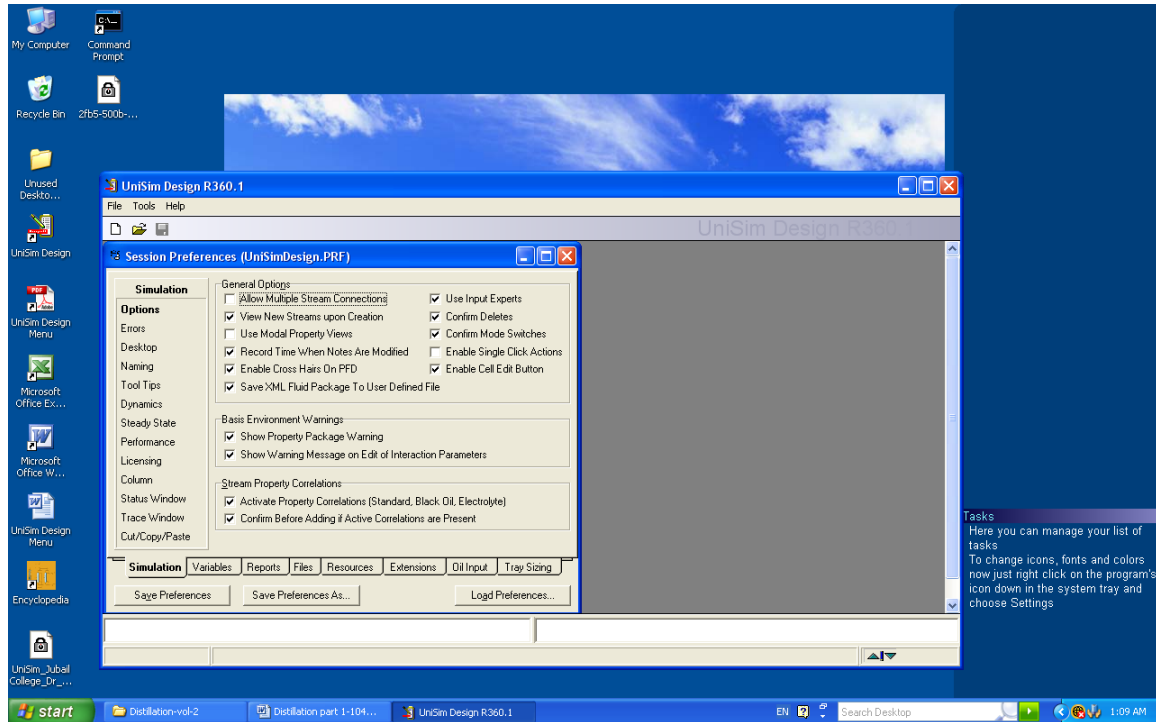 My Computer
Command
Prompt
Recycle Bin
2fb5-500b-...
Unused
Deskto...
UniSim Design
UniSim Design
Menu
Microsoft
Office Ex...
Microsoft
Office W...
UniSim Design
Menu
Encyclopedia
UniSim_Jubail
College_Dr_...
UniSim Design R360.1
File Tools Help
UniSim Design R360
Session Preferences (UniSimDesign.PRF)
Simulation
Options
Errors
Desktop
Naming
Tool Tips
Dynamics
Steady State
Performance
Licensing
Column
Status Window
Trace Window
Cut/Copy/Paste
General Options
Allow Multiple Stream Connections
View New Streams upon Creation
Use Modal Property Views
Record Time When Notes Are Modified
Enable Cross Hairs On PFD
Save XML Fluid Package To User Defined File
Use Input Experts
Confirm Deletes
Confirm Mode Switches
Enable Single Click Actions
Enable Cell Edit Button
Basis Environment Warnings
Show Property Package Warning
Show Warning Message on Edit of Interaction Parameters
Stream Property Correlations
Activate Property Correlations (Standard, Black Oil, Electrolyte)
Confirm Before Adding if Active Correlations are Present
Simulation Variables Reports Files Resources Extensions Oil Input Tray Sizing
Save Preferences Save Preferences As... Load Preferences...
Tasks
Here you can manage your list of
tasks
To change icons, fonts and colors
now just right click on the program's
icon down in the system tray and
choose Settings
start Distillation-vol-2 Distillation part 1-104... UniSim Design R360.1 EN Search Desktop 1:09 AM